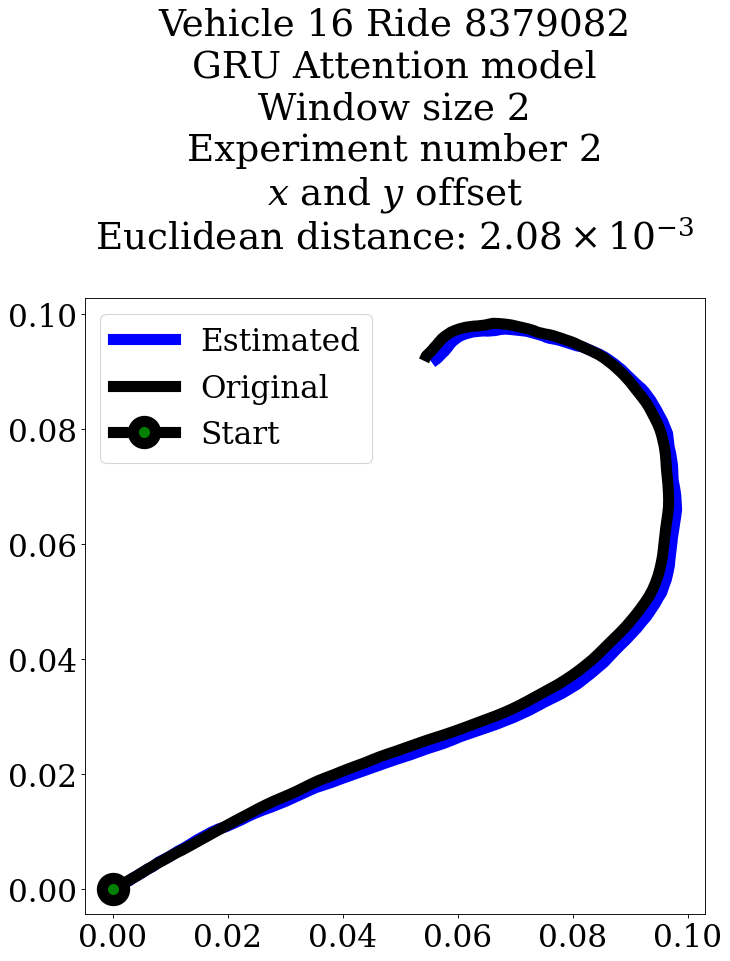 Vehicle 16 Ride 8379082
GRU Attention model
Window size 2
Experiment number 2
x and y offset
Euclidean distance: 2.08 × 10⁻³
Estimated
Original
Start
0.10
0.08
0.06
0.04
0.02
0.00
0.00 0.02 0.04 0.06 0.08 0.10